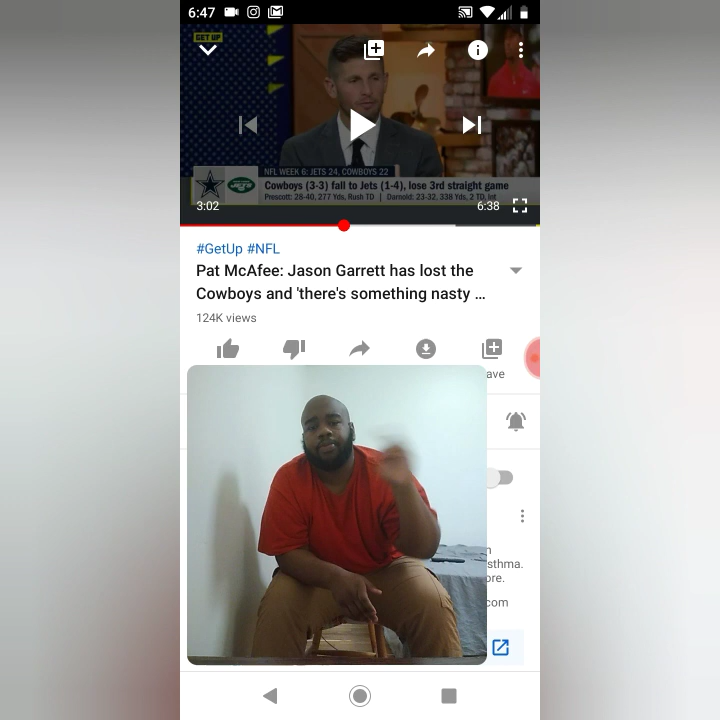 6:47
GET UP
NFL WEEK 6: JETS 24, COWBOYS 22
JETS
Cowboys (3-3) fall to Jets (1-4), lose 3rd straight game
Prescott: 28-40, 277 Yds, Rush TD | Darnold: 23-32, 338 Yds, 2 TD, Int
3:02
6:38
#GetUp #NFL
Pat McAfee: Jason Garrett has lost the
Cowboys and 'there's something nasty ...
124K views
ave
sthma.
ore.
com